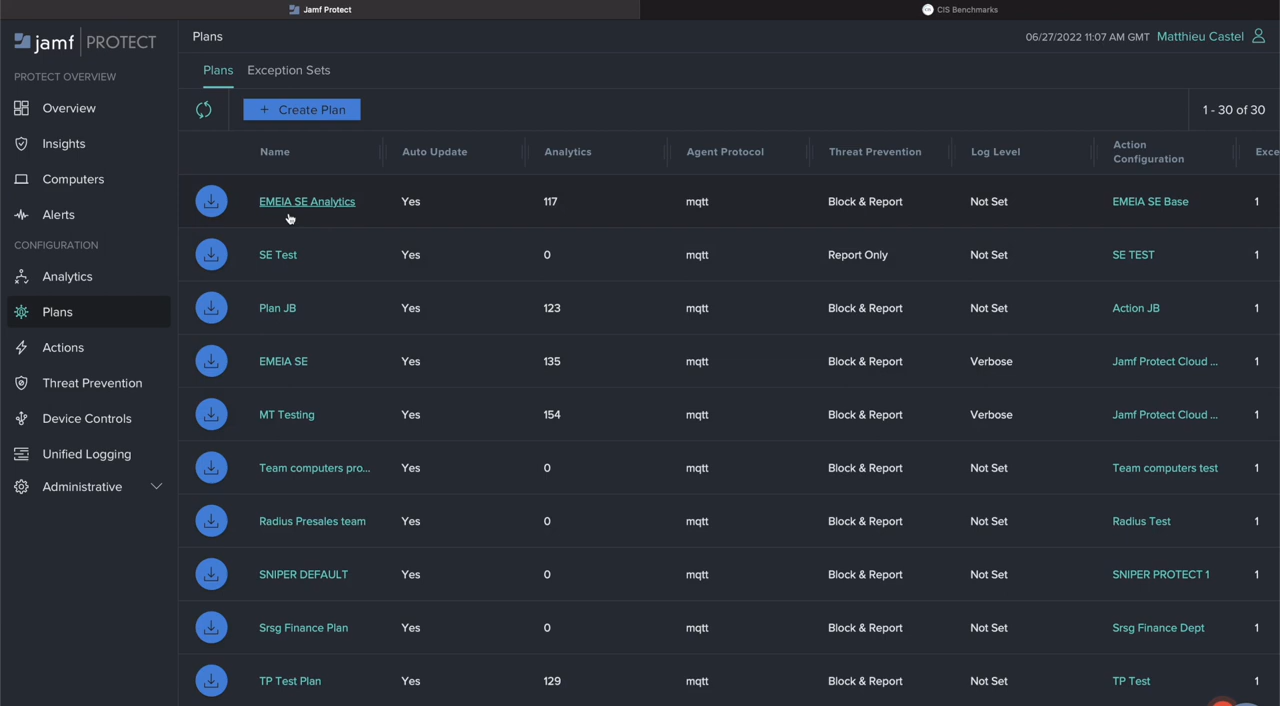 Jamf Protect
CIS Benchmarks
jamf PROTECT
Plans
06/27/2022 11:07 AM GMT Matthieu Castel
PROTECT OVERVIEW
Overview
Insights
Computers
Alerts
CONFIGURATION
Analytics
Plans
Actions
Threat Prevention
Device Controls
Unified Logging
Administrative
Plans Exception Sets
+ Create Plan 1 - 30 of 30
Name Auto Update Analytics Agent Protocol Threat Prevention Log Level Action Configuration Exce
EMEIA SE Analytics Yes 117 mqtt Block & Report Not Set EMEIA SE Base 1
SE Test Yes 0 mqtt Report Only Not Set SE TEST 1
Plan JB Yes 123 mqtt Block & Report Not Set Action JB 1
EMEIA SE Yes 135 mqtt Block & Report Verbose Jamf Protect Cloud ... 1
MT Testing Yes 154 mqtt Block & Report Verbose Jamf Protect Cloud ... 1
Team computers pro... Yes 0 mqtt Block & Report Not Set Team computers test 1
Radius Presales team Yes 0 mqtt Block & Report Not Set Radius Test 1
SNIPER DEFAULT Yes 0 mqtt Block & Report Not Set SNIPER PROTECT 1 1
Srsg Finance Plan Yes 0 mqtt Block & Report Not Set Srsg Finance Dept 1
TP Test Plan Yes 129 mqtt Block & Report Not Set TP Test 1